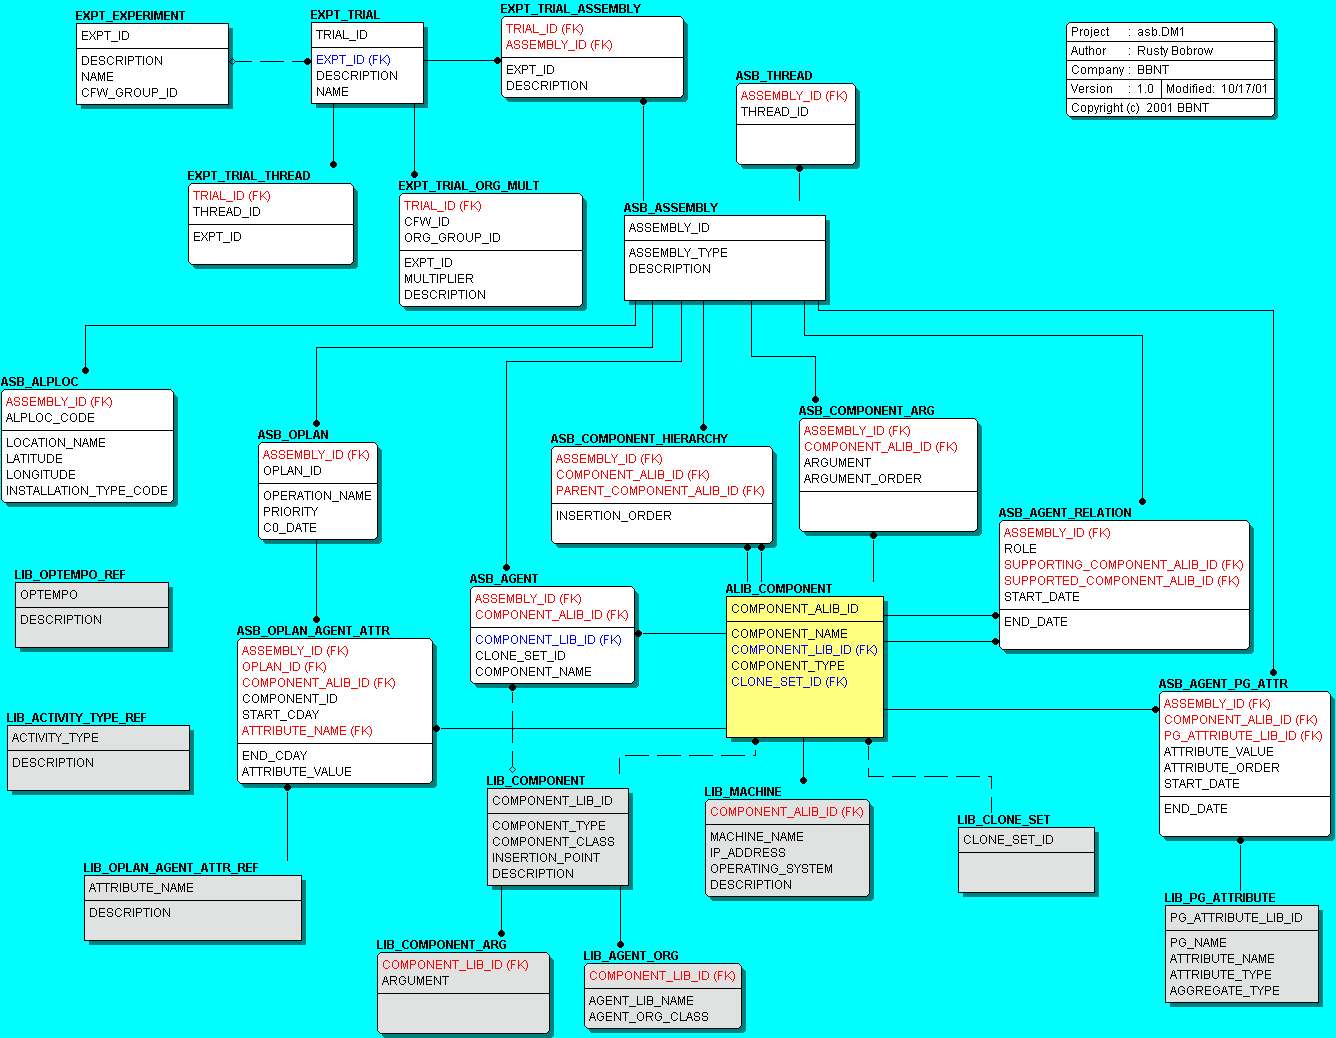 EXPT_EXPERIMENT
EXPT_ID
DESCRIPTION
NAME
CFW_GROUP_ID
EXPT_TRIAL
TRIAL_ID
EXPT_ID (FK)
DESCRIPTION
NAME
EXPT_TRIAL_ASSEMBLY
TRIAL_ID (FK)
ASSEMBLY_ID (FK)
EXPT_ID
DESCRIPTION
ASB_THREAD
ASSEMBLY_ID (FK)
THREAD_ID
Project : asb.DM1
Author : Rusty Bobrow
Company : BBNT
Version : 1.0 Modified: 10/17/01
Copyright (c) 2001 BBNT
EXPT_TRIAL_THREAD
TRIAL_ID (FK)
THREAD_ID
EXPT_ID
EXPT_TRIAL_ORG_MULT
TRIAL_ID (FK)
CFW_ID
ORG_GROUP_ID
EXPT_ID
MULTIPLIER
DESCRIPTION
ASB_ASSEMBLY
ASSEMBLY_ID
ASSEMBLY_TYPE
DESCRIPTION
ASB_ALPLOC
ASSEMBLY_ID (FK)
ALPLOC_CODE
LOCATION_NAME
LATITUDE
LONGITUDE
INSTALLATION_TYPE_CODE
ASB_OPLAN
ASSEMBLY_ID (FK)
OPLAN_ID
OPERATION_NAME
PRIORITY
C0_DATE
ASB_COMPONENT_HIERARCHY
ASSEMBLY_ID (FK)
COMPONENT_ALIB_ID (FK)
PARENT_COMPONENT_ALIB_ID (FK)
INSERTION_ORDER
ASB_COMPONENT_ARG
ASSEMBLY_ID (FK)
COMPONENT_ALIB_ID (FK)
ARGUMENT
ARGUMENT_ORDER
ASB_AGENT_RELATION
ASSEMBLY_ID (FK)
ROLE
SUPPORTING_COMPONENT_ALIB_ID (FK)
SUPPORTED_COMPONENT_ALIB_ID (FK)
START_DATE
END_DATE
LIB_OPTEMPO_REF
OPTEMPO
DESCRIPTION
ASB_AGENT
ASSEMBLY_ID (FK)
COMPONENT_ALIB_ID (FK)
COMPONENT_LIB_ID (FK)
CLONE_SET_ID
COMPONENT_NAME
ALIB_COMPONENT
COMPONENT_ALIB_ID
COMPONENT_NAME
COMPONENT_LIB_ID (FK)
COMPONENT_TYPE
CLONE_SET_ID (FK)
ASB_OPLAN_AGENT_ATTR
ASSEMBLY_ID (FK)
OPLAN_ID (FK)
COMPONENT_ALIB_ID (FK)
COMPONENT_ID
START_CDAY
ATTRIBUTE_NAME (FK)
END_CDAY
ATTRIBUTE_VALUE
ASB_AGENT_PG_ATTR
ASSEMBLY_ID (FK)
COMPONENT_ALIB_ID (FK)
PG_ATTRIBUTE_LIB_ID (FK)
ATTRIBUTE_VALUE
ATTRIBUTE_ORDER
START_DATE
END_DATE
LIB_ACTIVITY_TYPE_REF
ACTIVITY_TYPE
DESCRIPTION
LIB_COMPONENT
COMPONENT_LIB_ID
COMPONENT_TYPE
COMPONENT_CLASS
INSERTION_POINT
DESCRIPTION
LIB_MACHINE
COMPONENT_ALIB_ID (FK)
MACHINE_NAME
IP_ADDRESS
OPERATING_SYSTEM
DESCRIPTION
LIB_CLONE_SET
CLONE_SET_ID
LIB_OPLAN_AGENT_ATTR_REF
ATTRIBUTE_NAME
DESCRIPTION
LIB_PG_ATTRIBUTE
PG_ATTRIBUTE_LIB_ID
PG_NAME
ATTRIBUTE_NAME
ATTRIBUTE_TYPE
AGGREGATE_TYPE
LIB_COMPONENT_ARG
COMPONENT_LIB_ID (FK)
ARGUMENT
LIB_AGENT_ORG
COMPONENT_LIB_ID (FK)
AGENT_LIB_NAME
AGENT_ORG_CLASS